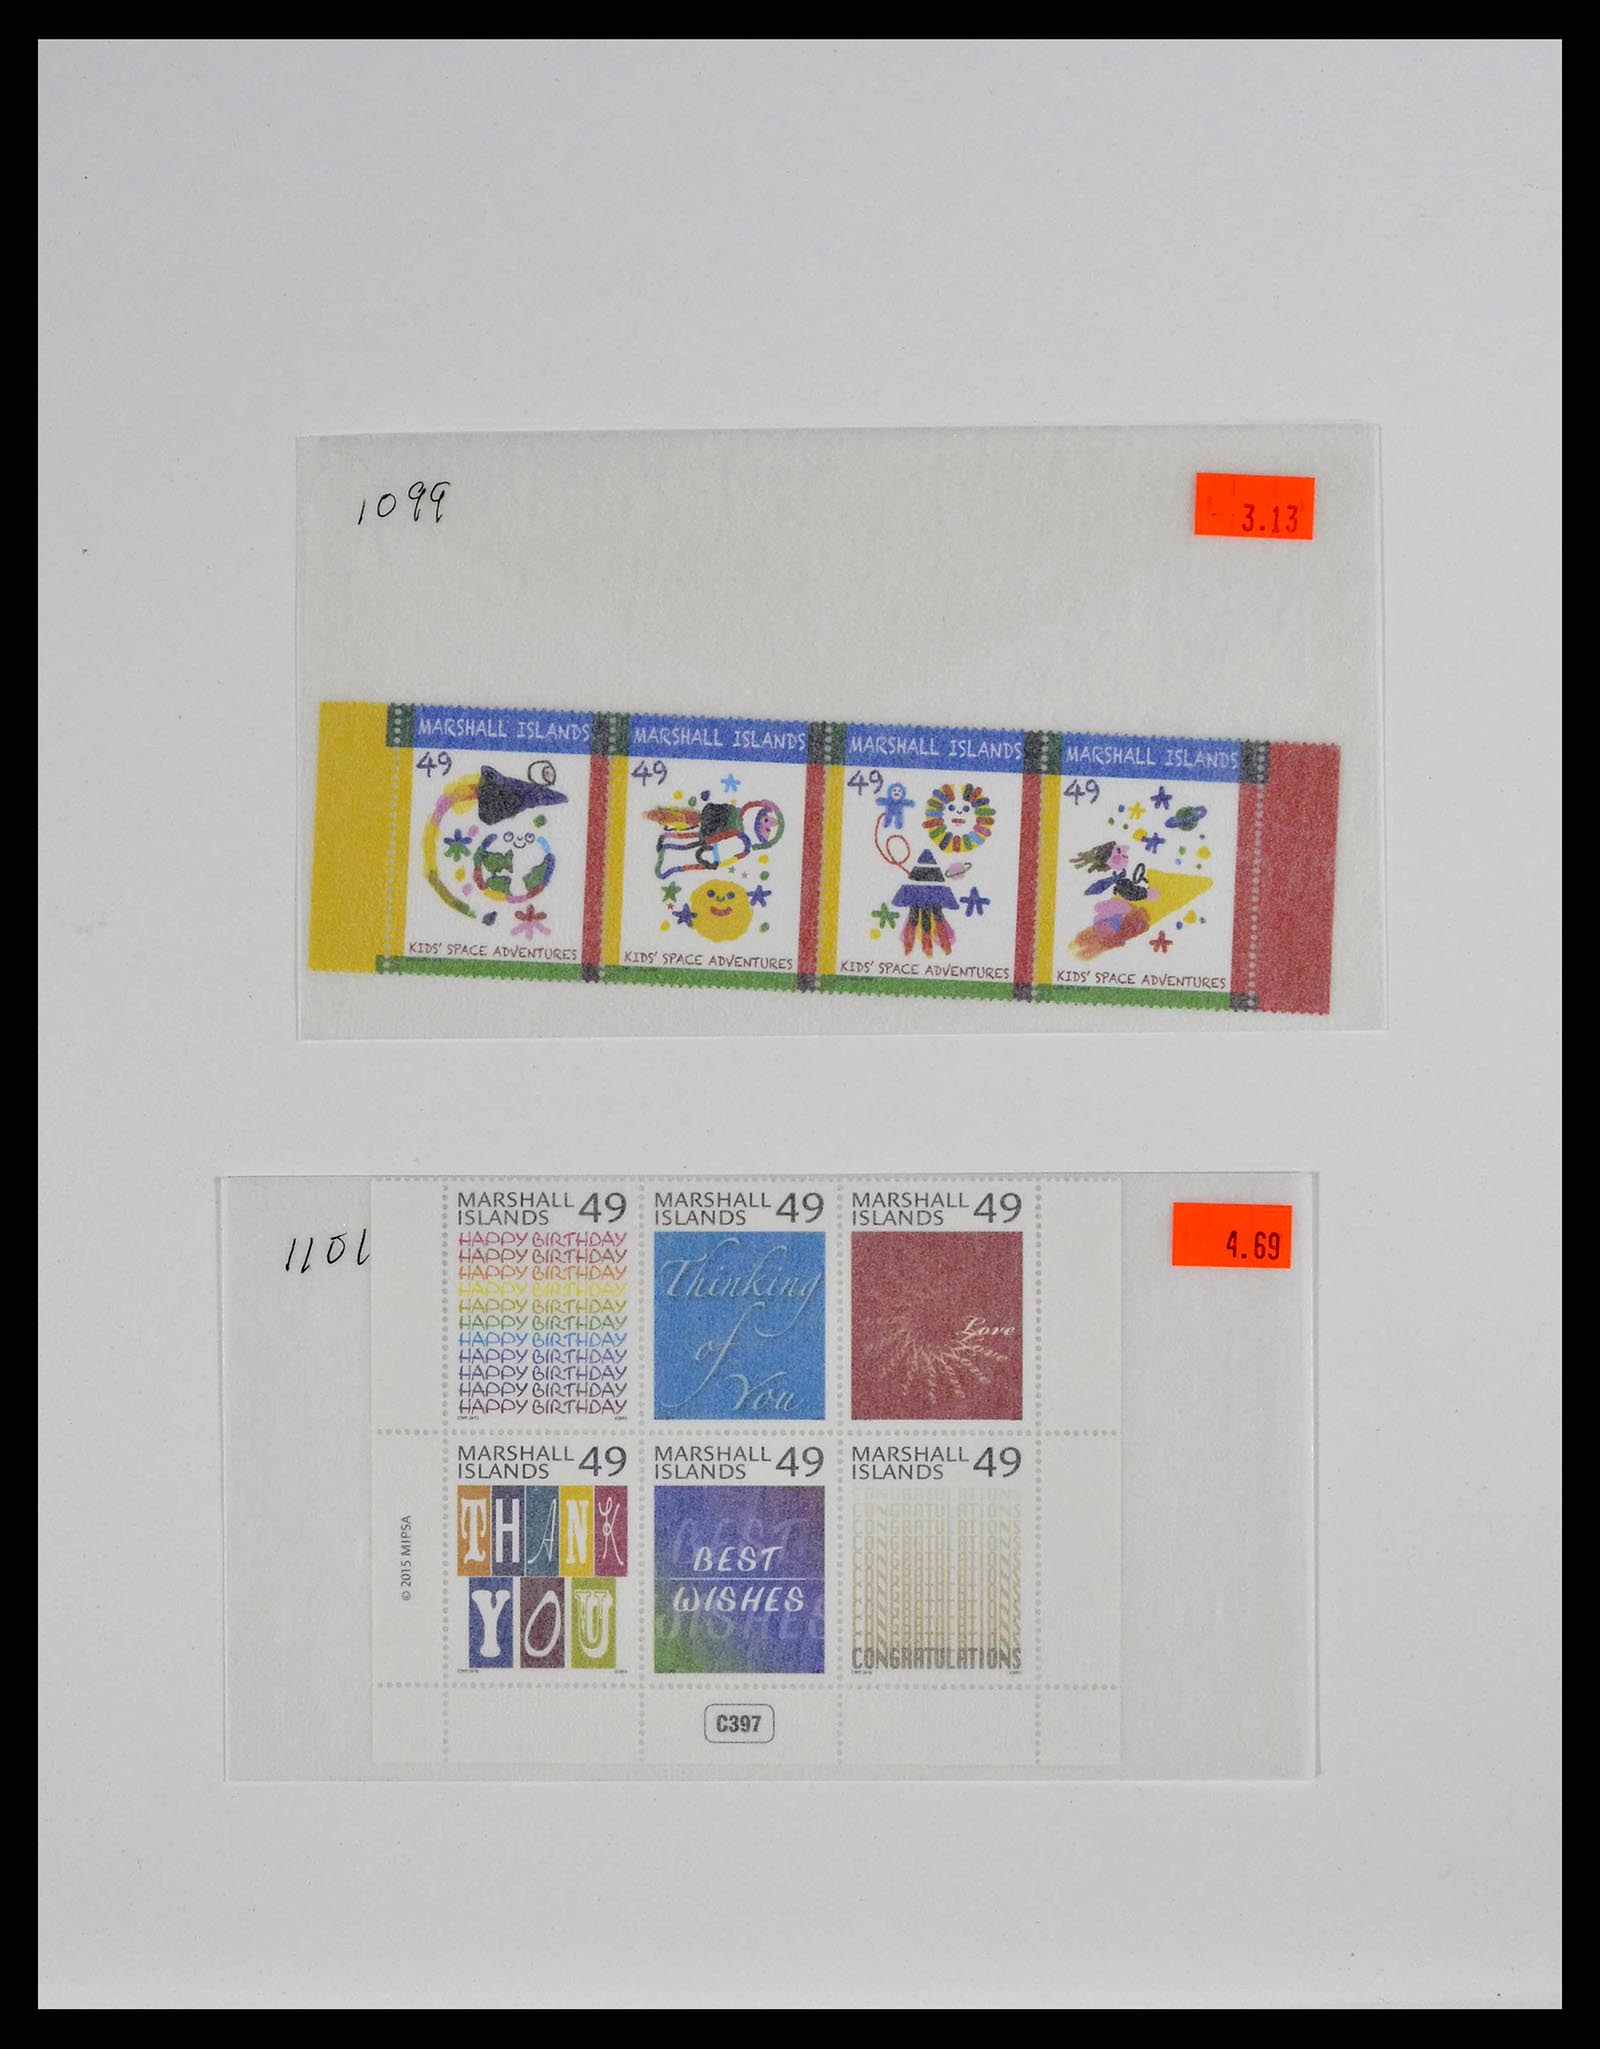 1099
3.13
MARSHALL ISLANDS MARSHALL ISLANDS MARSHALL ISLANDS MARSHALL ISLANDS
49 49 49 49
KIDS' SPACE ADVENTURES KIDS' SPACE ADVENTURES KIDS' SPACE ADVENTURES KIDS' SPACE ADVENTURES
1101
4.69
MARSHALL ISLANDS 49
HAPPY BIRTHDAY
HAPPY BIRTHDAY
HAPPY BIRTHDAY
HAPPY BIRTHDAY
HAPPY BIRTHDAY
HAPPY BIRTHDAY
HAPPY BIRTHDAY
HAPPY BIRTHDAY
HAPPY BIRTHDAY
HAPPY BIRTHDAY
HAPPY BIRTHDAY
MARSHALL ISLANDS 49
Thinking
of
You
MARSHALL ISLANDS 49
Love
Love
MARSHALL ISLANDS 49
THANK
YOU
MARSHALL ISLANDS 49
BEST
WISHES
MARSHALL ISLANDS 49
CONGRATULATIONS
© 2015 MIPSA
C397